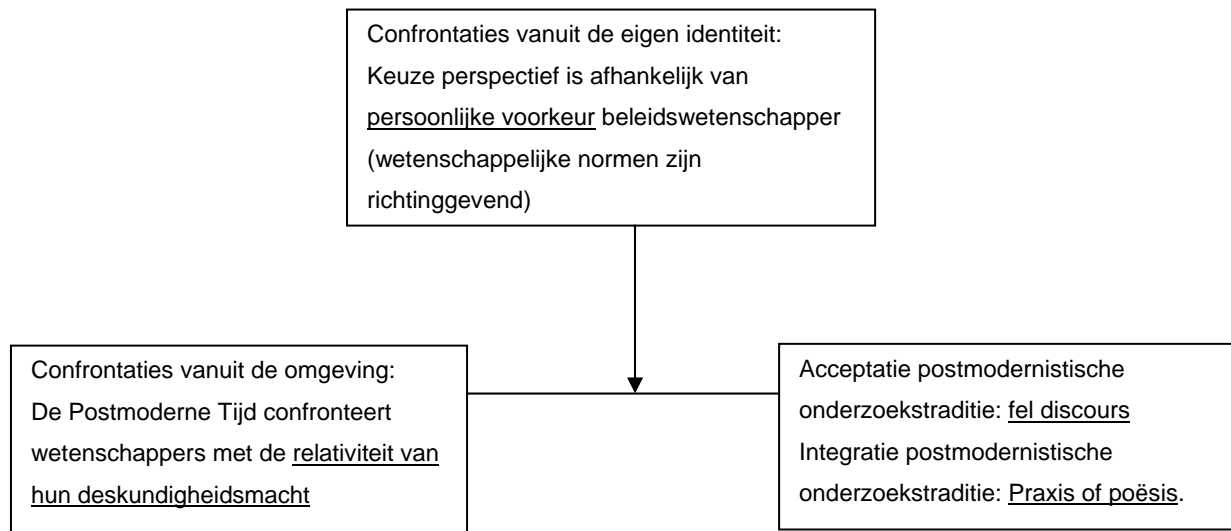 Confrontaties vanuit de eigen identiteit:
Keuze perspectief is afhankelijk van
persoonlijke voorkeur beleidswetenschapper
(wetenschappelijke normen zijn
richtinggevend)
Confrontaties vanuit de omgeving:
De Postmoderne Tijd confronteert
wetenschappers met de relativiteit van
hun deskundigheidsmacht
Acceptatie postmodernistische
onderzoekstraditie: fel discours
Integratie postmodernistische
onderzoekstraditie: Praxis of poësis.